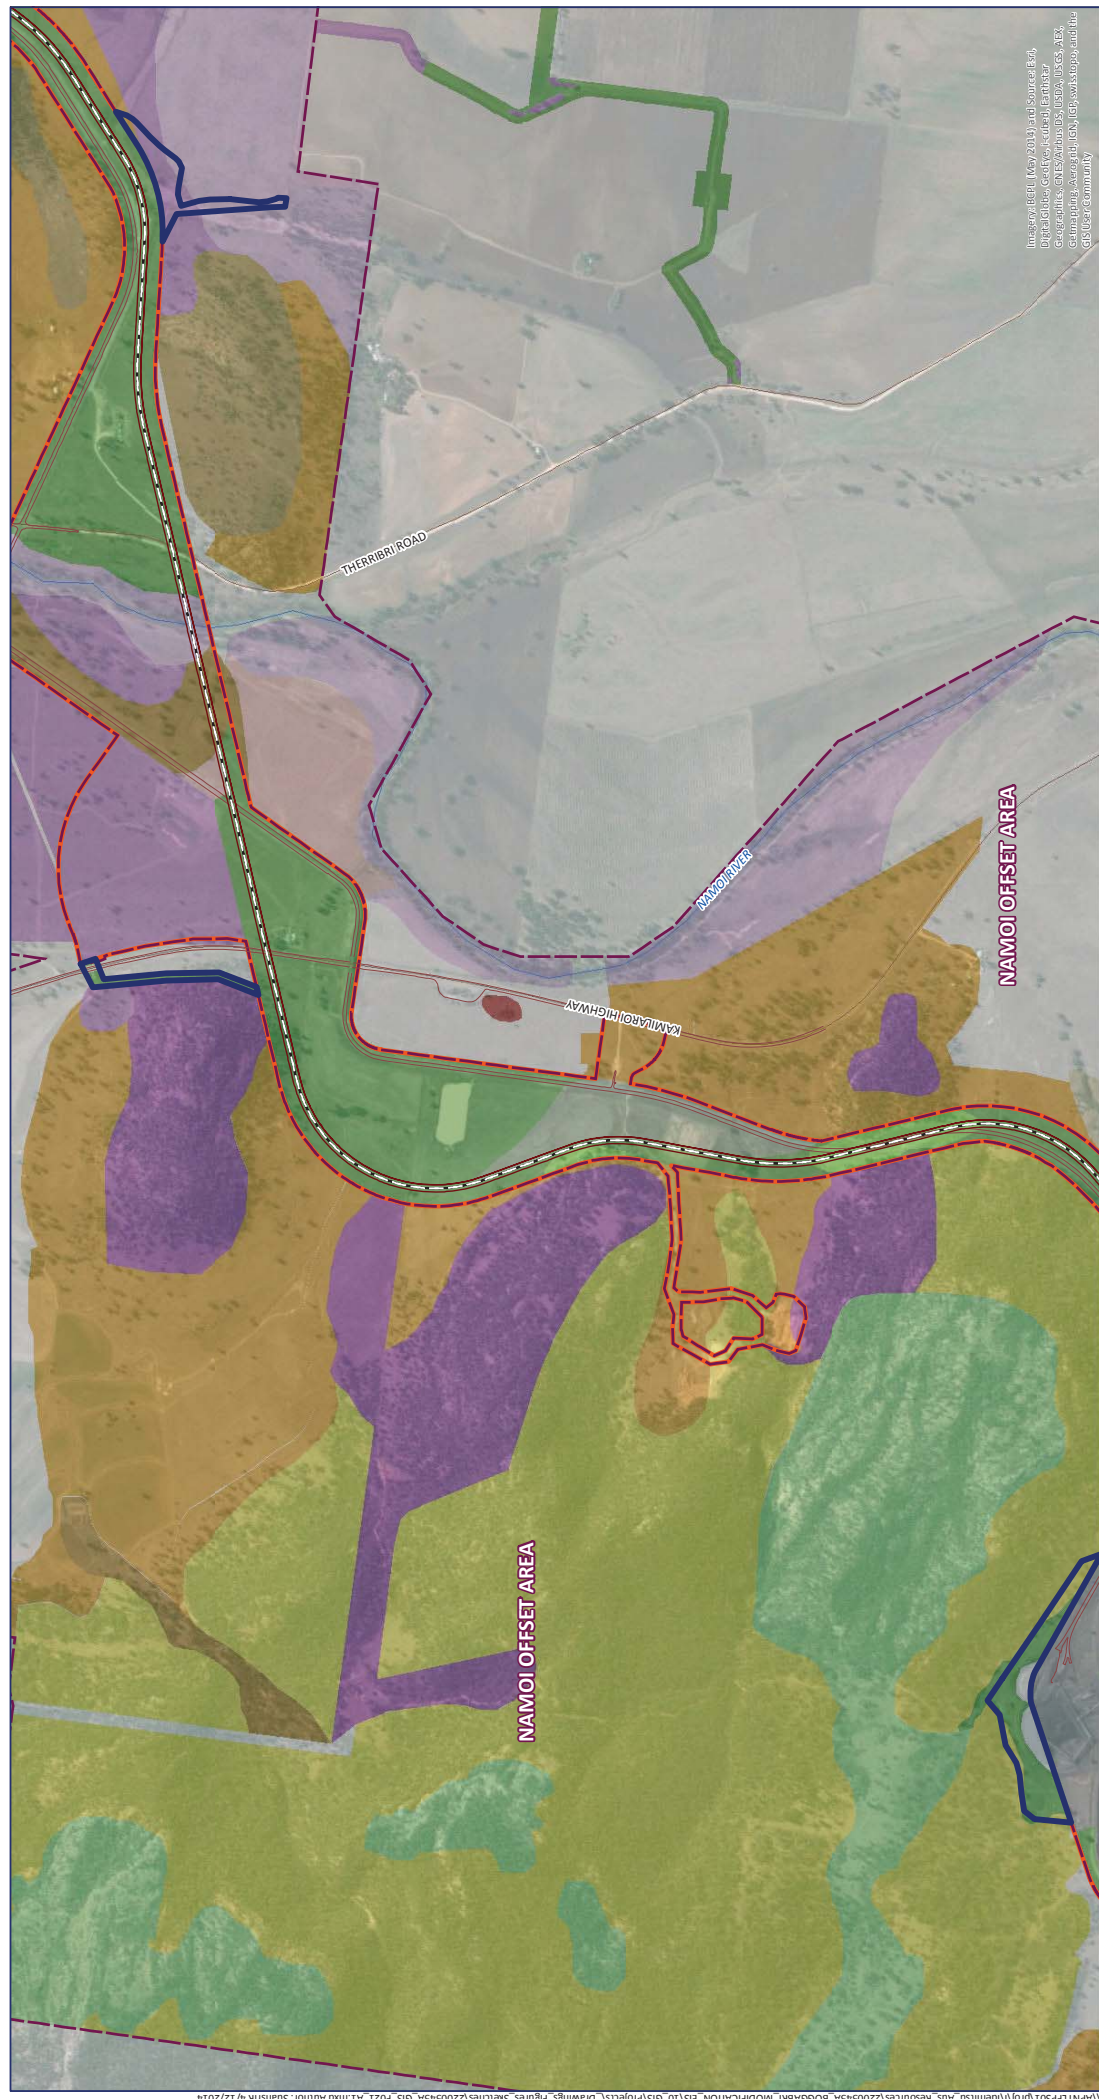 Imagery: BCPL (May 2014) and Source: Esri,
DigitalGlobe, GeoEye, i-cubed, Earthstar
Geographics, CNES/Airbus DS, USDA, USGS, AEX,
Getmapping, Aerogrid, IGN, IGP, swisstopo, and the
GIS User Community
THERRIBRI ROAD
NAMOI RIVER
NAMOI OFFSET AREA
KAMILAROI HIGHWAY
NAMOI OFFSET AREA